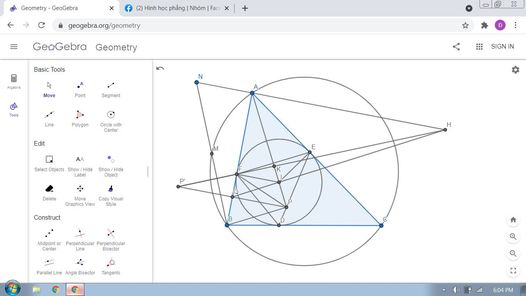 Geometry - GeoGebra
(2) Hình học phẳng | Nhóm | Fac
geogebra.org/geometry
GeoGebra Geometry
SIGN IN
Algebra
Tools
Basic Tools
Move
Point
Segment
Line
Polygon
Circle with Center
Edit
Select Objects
Show / Hide Label
Show / Hide Object
Delete
Move Graphics View
Copy Visual Style
Construct
Midpoint or Center
Perpendicular Line
Perpendicular Bisector
Parallel Line
Angle Bisector
Tangents
N
A
H
M
E
K
I
P'
B
D
6:04 PM